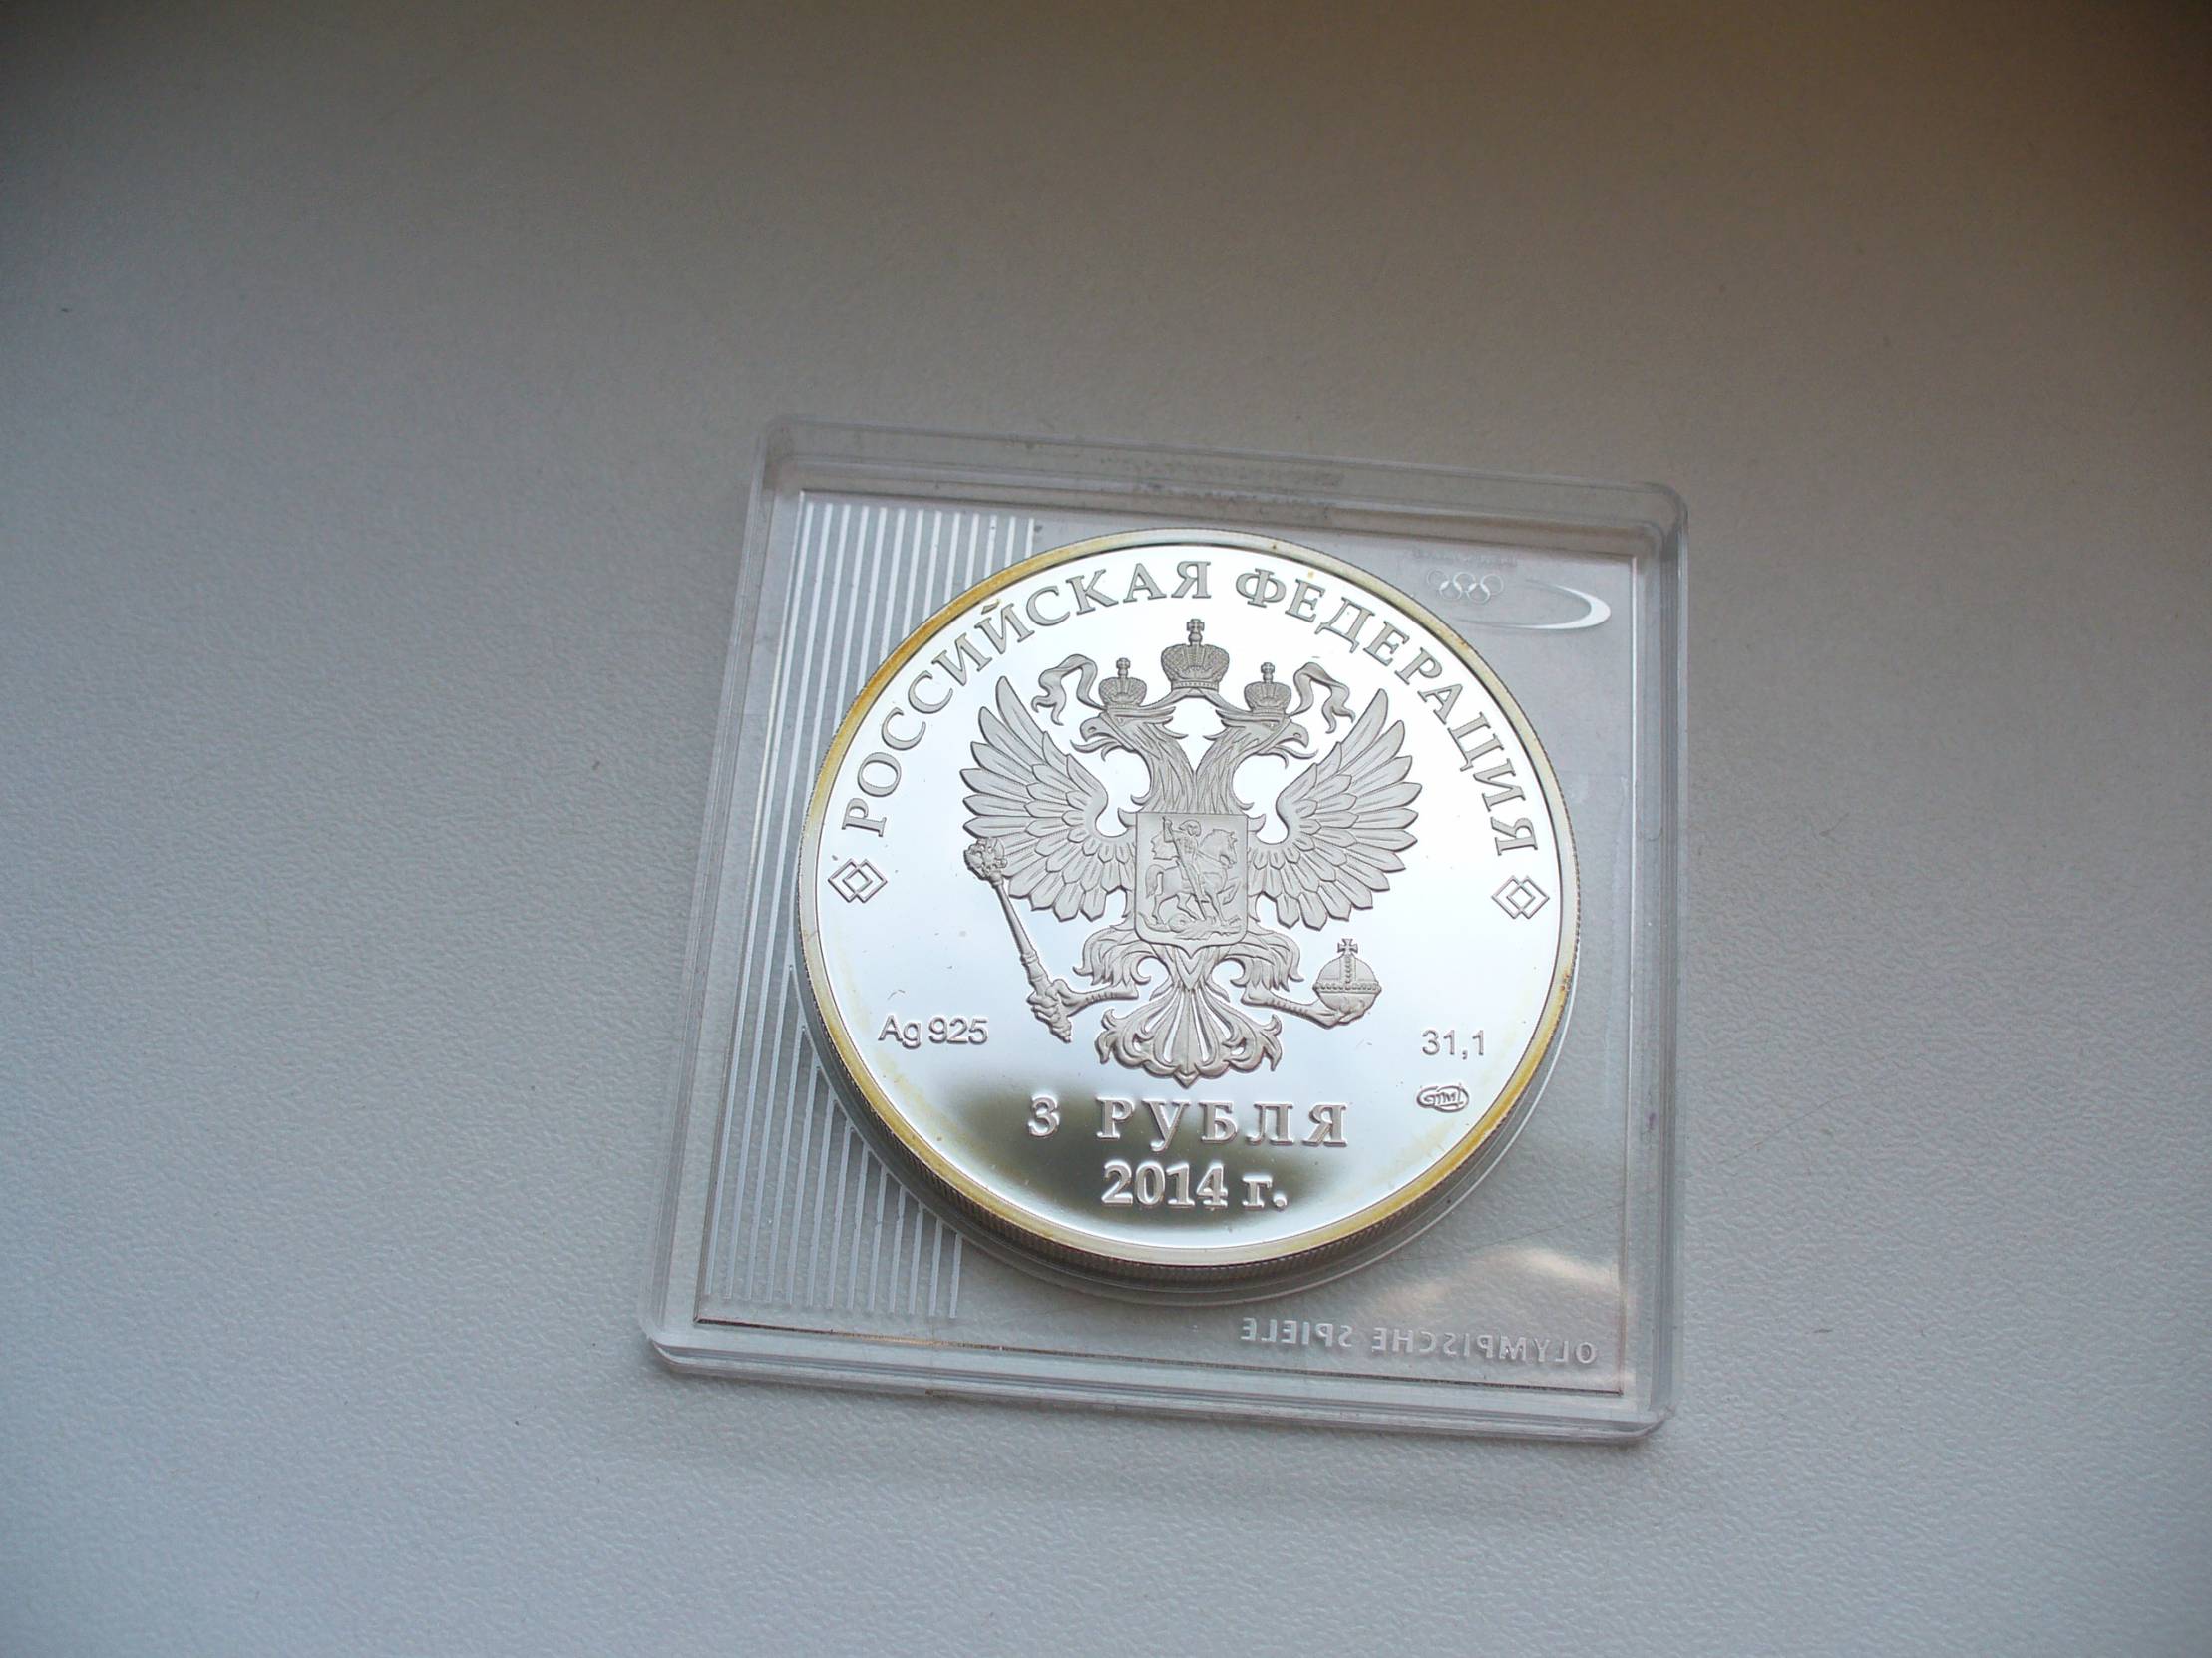 РОССИЙСКАЯ ФЕДЕРАЦИЯ
Ag 925
31,1
3 РУБЛЯ
2014 г.
OLYMPISCHE SPIELE